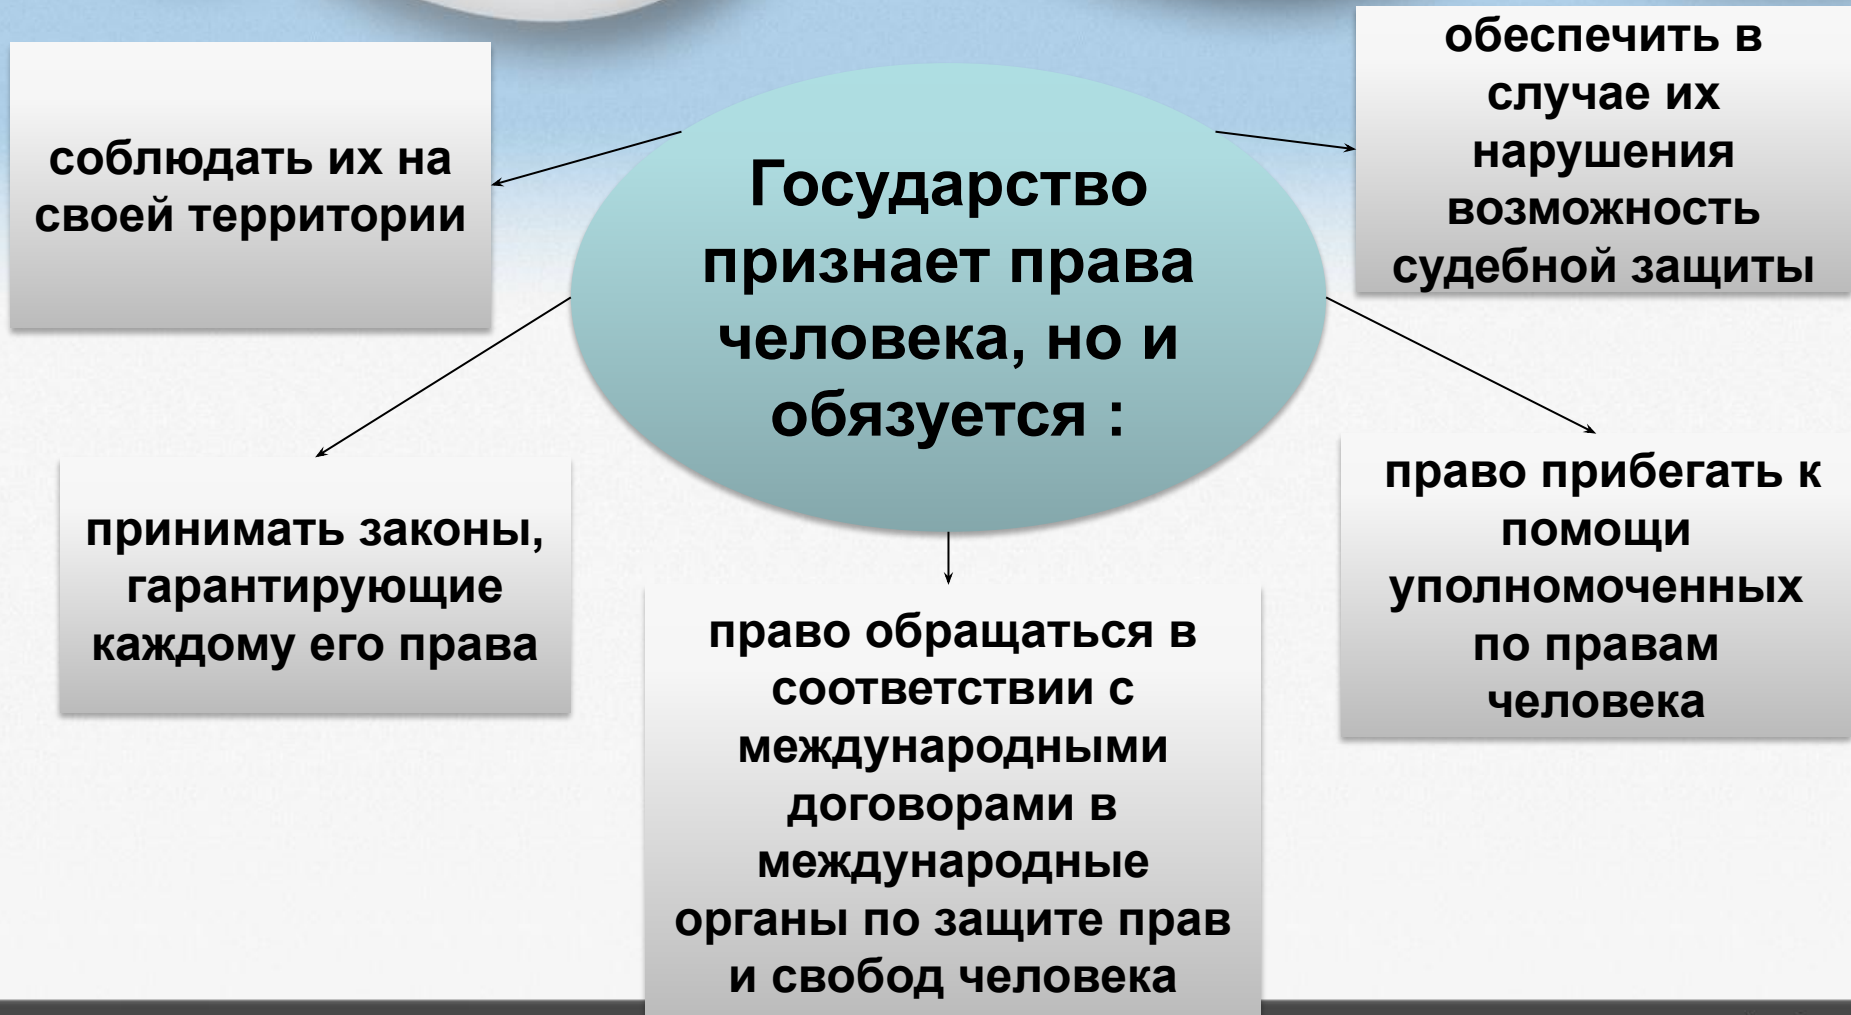 соблюдать их на
своей территории
Государство
признает права
человека, но и
обязуется :
обеспечить в
случае их
нарушения
возможность
судебной защиты
принимать законы,
гарантирующие
каждому его права
право обращаться в
соответствии с
международными
договорами в
международные
органы по защите прав
и свобод человека
право прибегать к
помощи
уполномоченных
по правам
человека